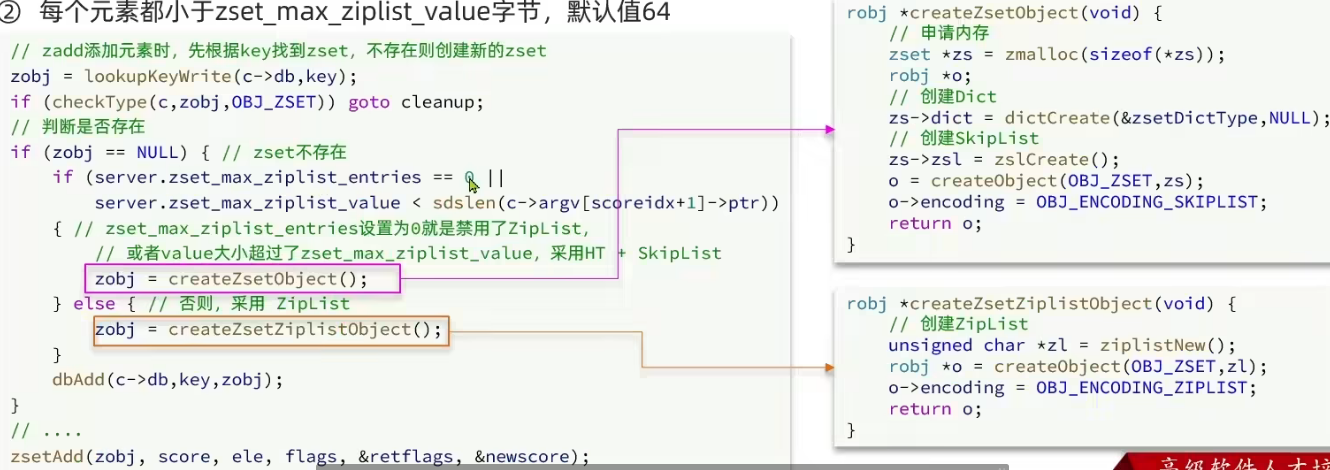 ② 每个元素都小于zset_max_ziplist_value字节，默认值64
// zadd添加元素时，先根据key找到zset，不存在则创建新的zset
zobj = lookupKeyWrite(c->db,key);
if (checkType(c,zobj,OBJ_ZSET)) goto cleanup;
// 判断是否存在
if (zobj == NULL) { // zset不存在
    if (server.zset_max_ziplist_entries == 0 ||
        server.zset_max_ziplist_value < sdslen(c->argv[scoreidx+1]->ptr))
    { // zset_max_ziplist_entries设置为0就是禁用了ZipList，
        // 或者value大小超过了zset_max_ziplist_value，采用HT + SkipList
        zobj = createZsetObject();
    } else { // 否则，采用 ZipList
        zobj = createZsetZiplistObject();
    }
    dbAdd(c->db,key,zobj);
}
// ....
zsetAdd(zobj, score, ele, flags, &retflags, &newscore);
robj *createZsetObject(void) {
    // 申请内存
    zset *zs = zmalloc(sizeof(*zs));
    robj *o;
    // 创建Dict
    zs->dict = dictCreate(&zsetDictType,NULL);
    // 创建SkipList
    zs->zsl = zslCreate();
    o = createObject(OBJ_ZSET,zs);
    o->encoding = OBJ_ENCODING_SKIPLIST;
    return o;
}
robj *createZsetZiplistObject(void) {
    // 创建ZipList
    unsigned char *zl = ziplistNew();
    robj *o = createObject(OBJ_ZSET,zl);
    o->encoding = OBJ_ENCODING_ZIPLIST;
    return o;
}
高级软件人才培